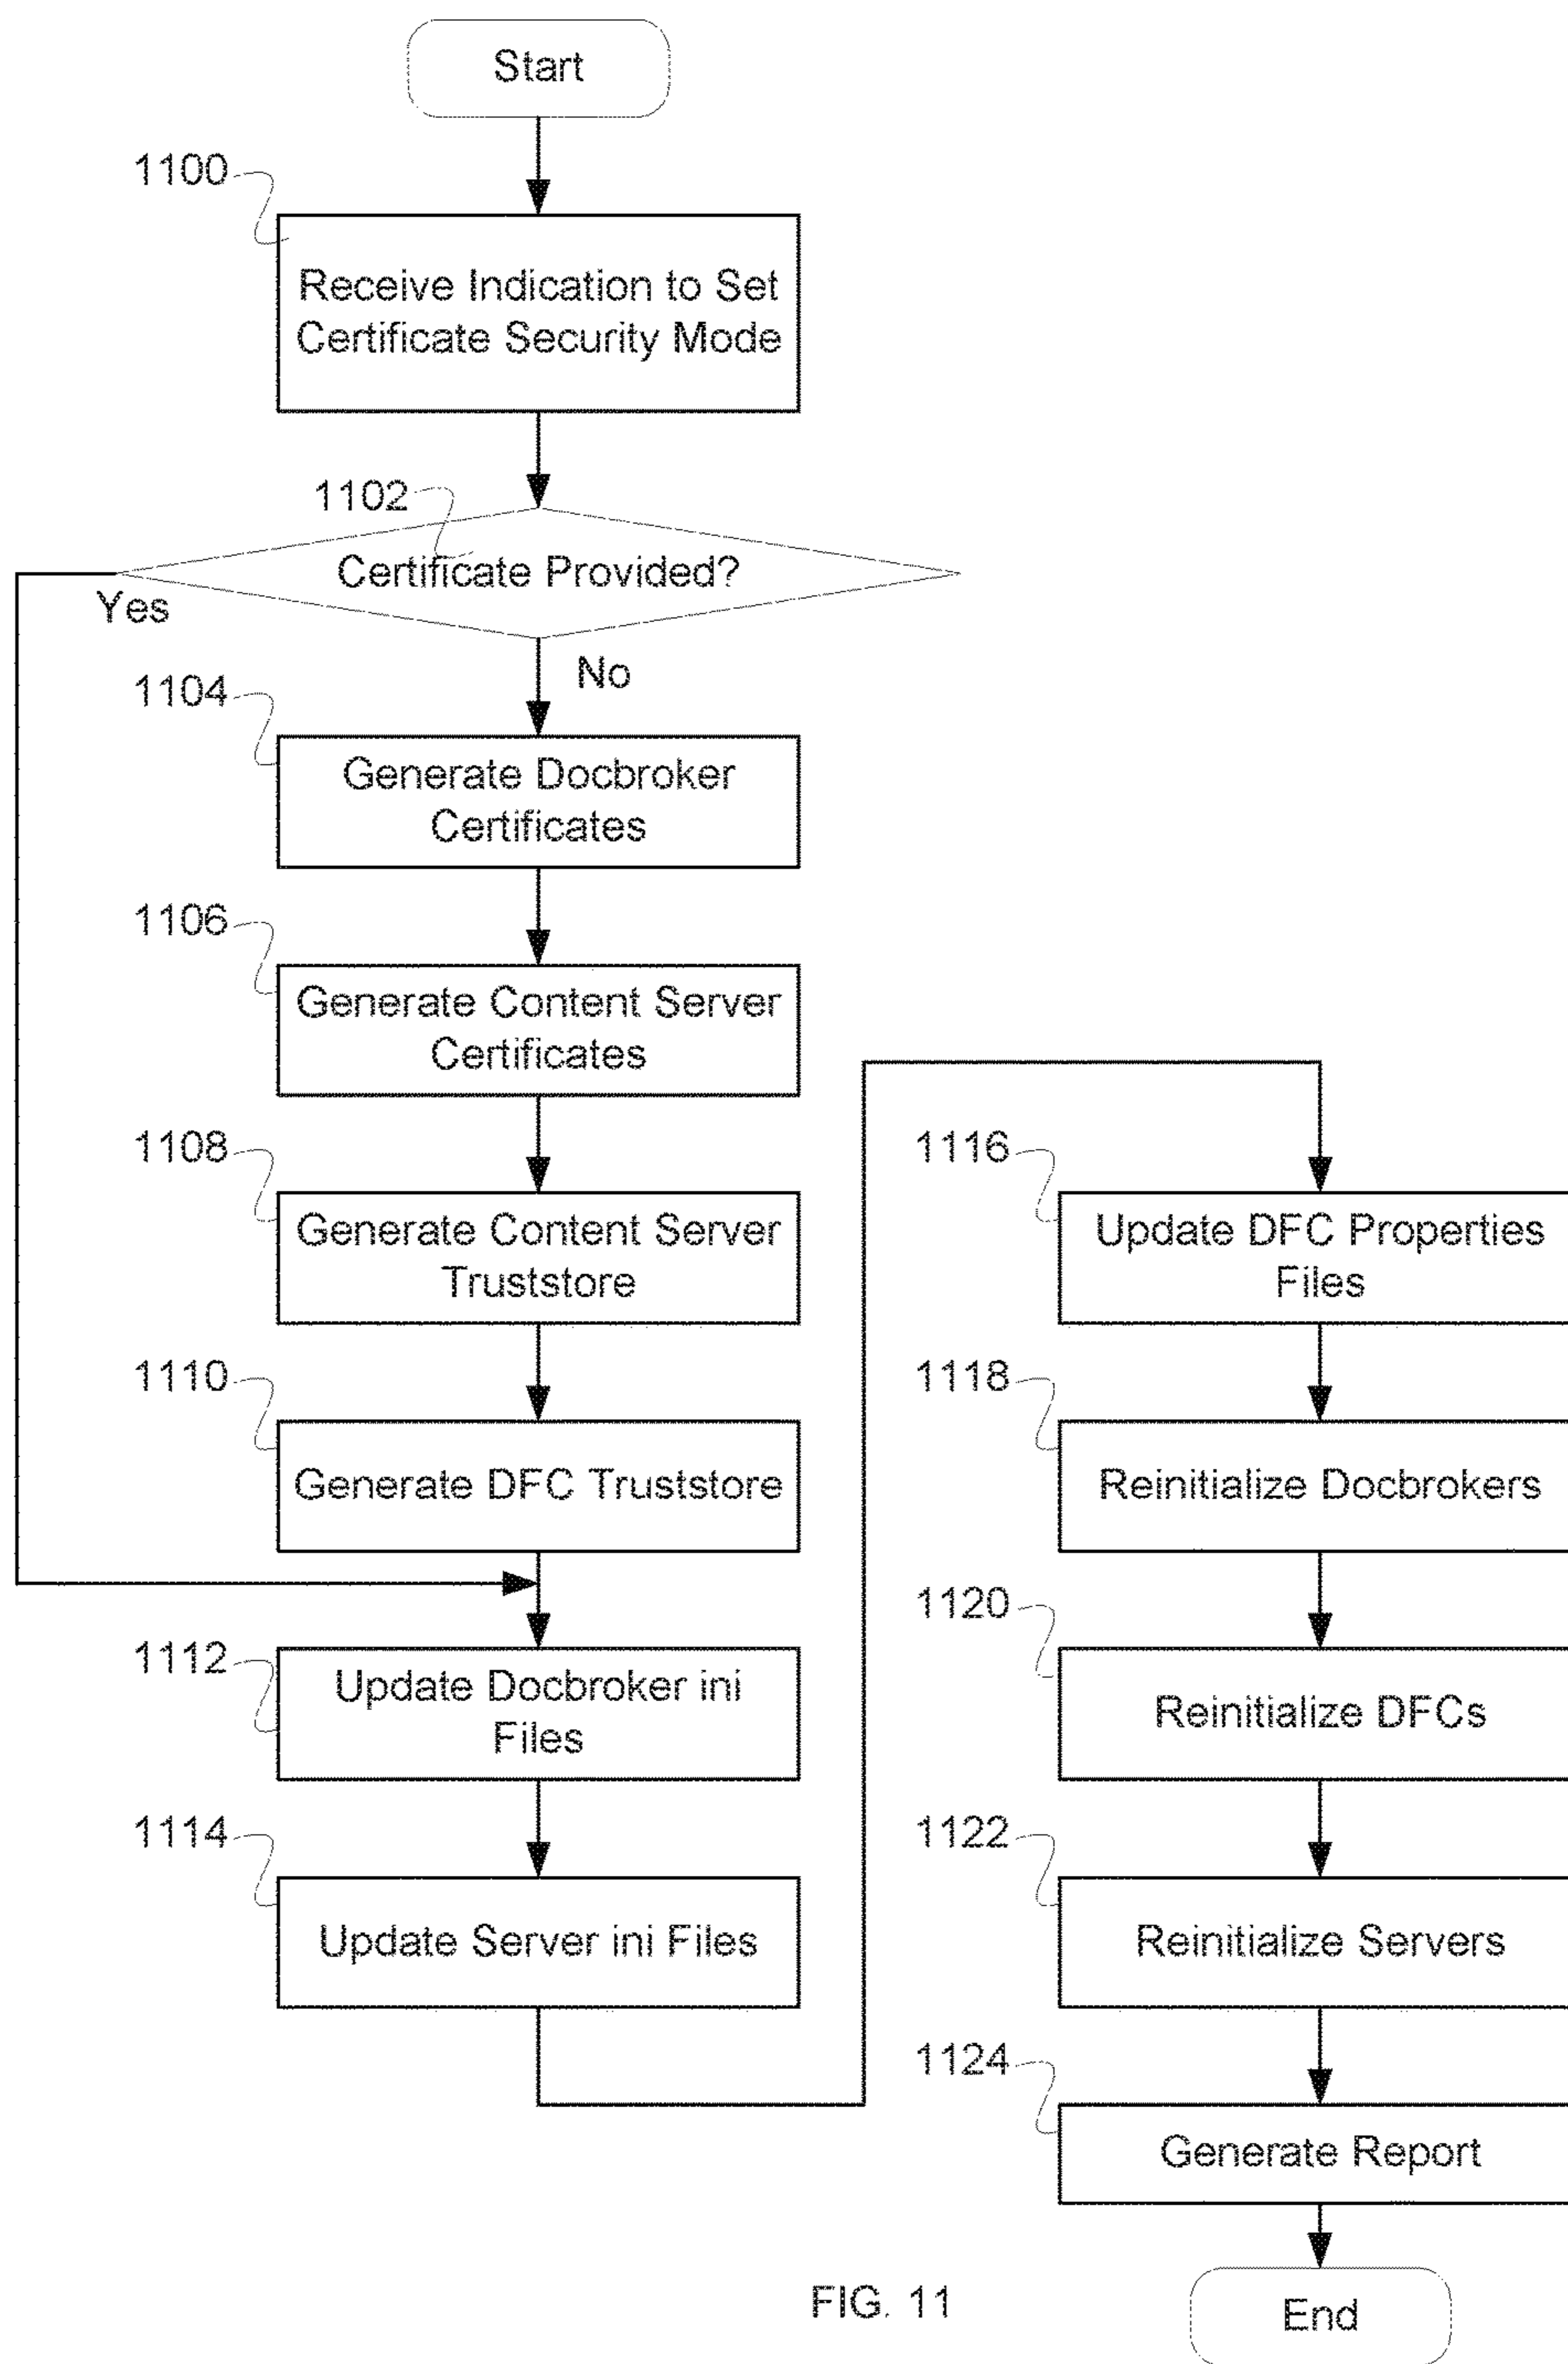 Start
1100
Receive Indication to Set
Certificate Security Mode
1102
Certificate Provided?
Yes
No
1104
Generate Docbroker
Certificates
1106
Generate Content Server
Certificates
1108
Generate Content Server
Truststore
1110
Generate DFC Truststore
1112
Update Docbroker ini
Files
1114
Update Server ini Files
1116
Update DFC Properties
Files
1118
Reinitialize Docbrokers
1120
Reinitialize DFCs
1122
Reinitialize Servers
1124
Generate Report
End
FIG. 11